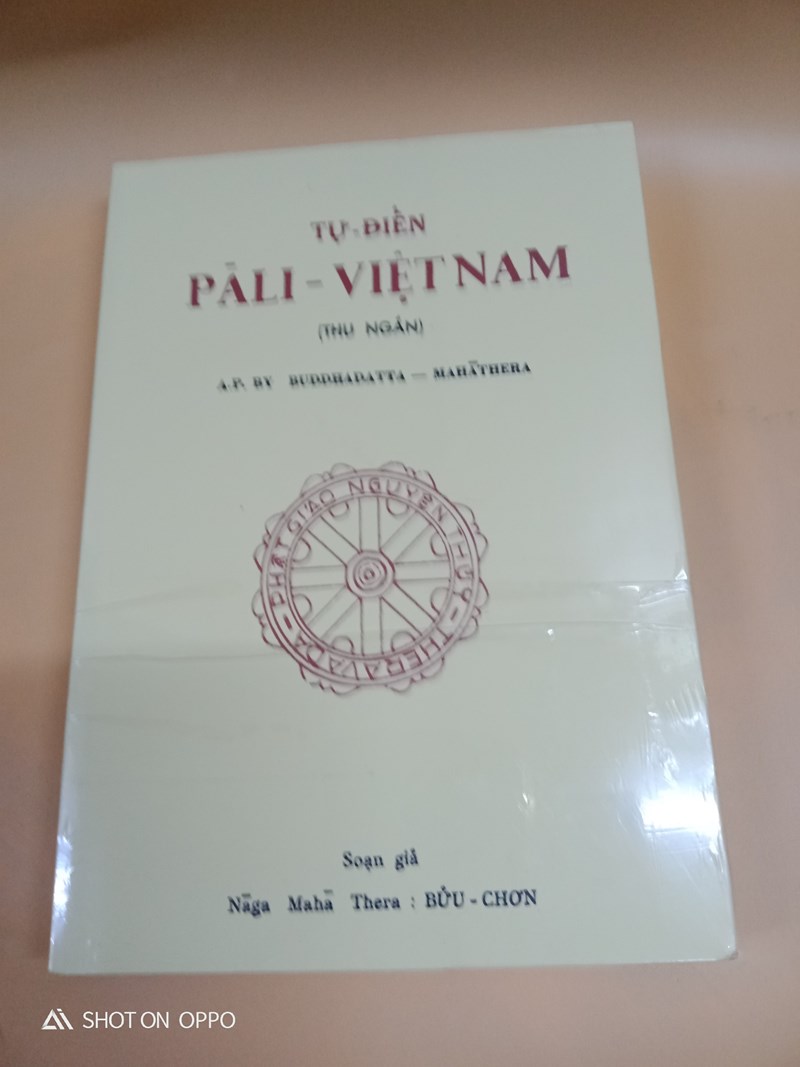 TỰ-ĐIỂN
PĀLI - VIỆT NAM
(THU NGẮN)
A.P. BY BUDDHADATTA — MAHĀTHERA
PHẬT GIÁO NGUYÊN THỦY - THERAVADA -
Soạn giả
Nāga Mahā Thera : BỬU - CHƠN
SHOT ON OPPO